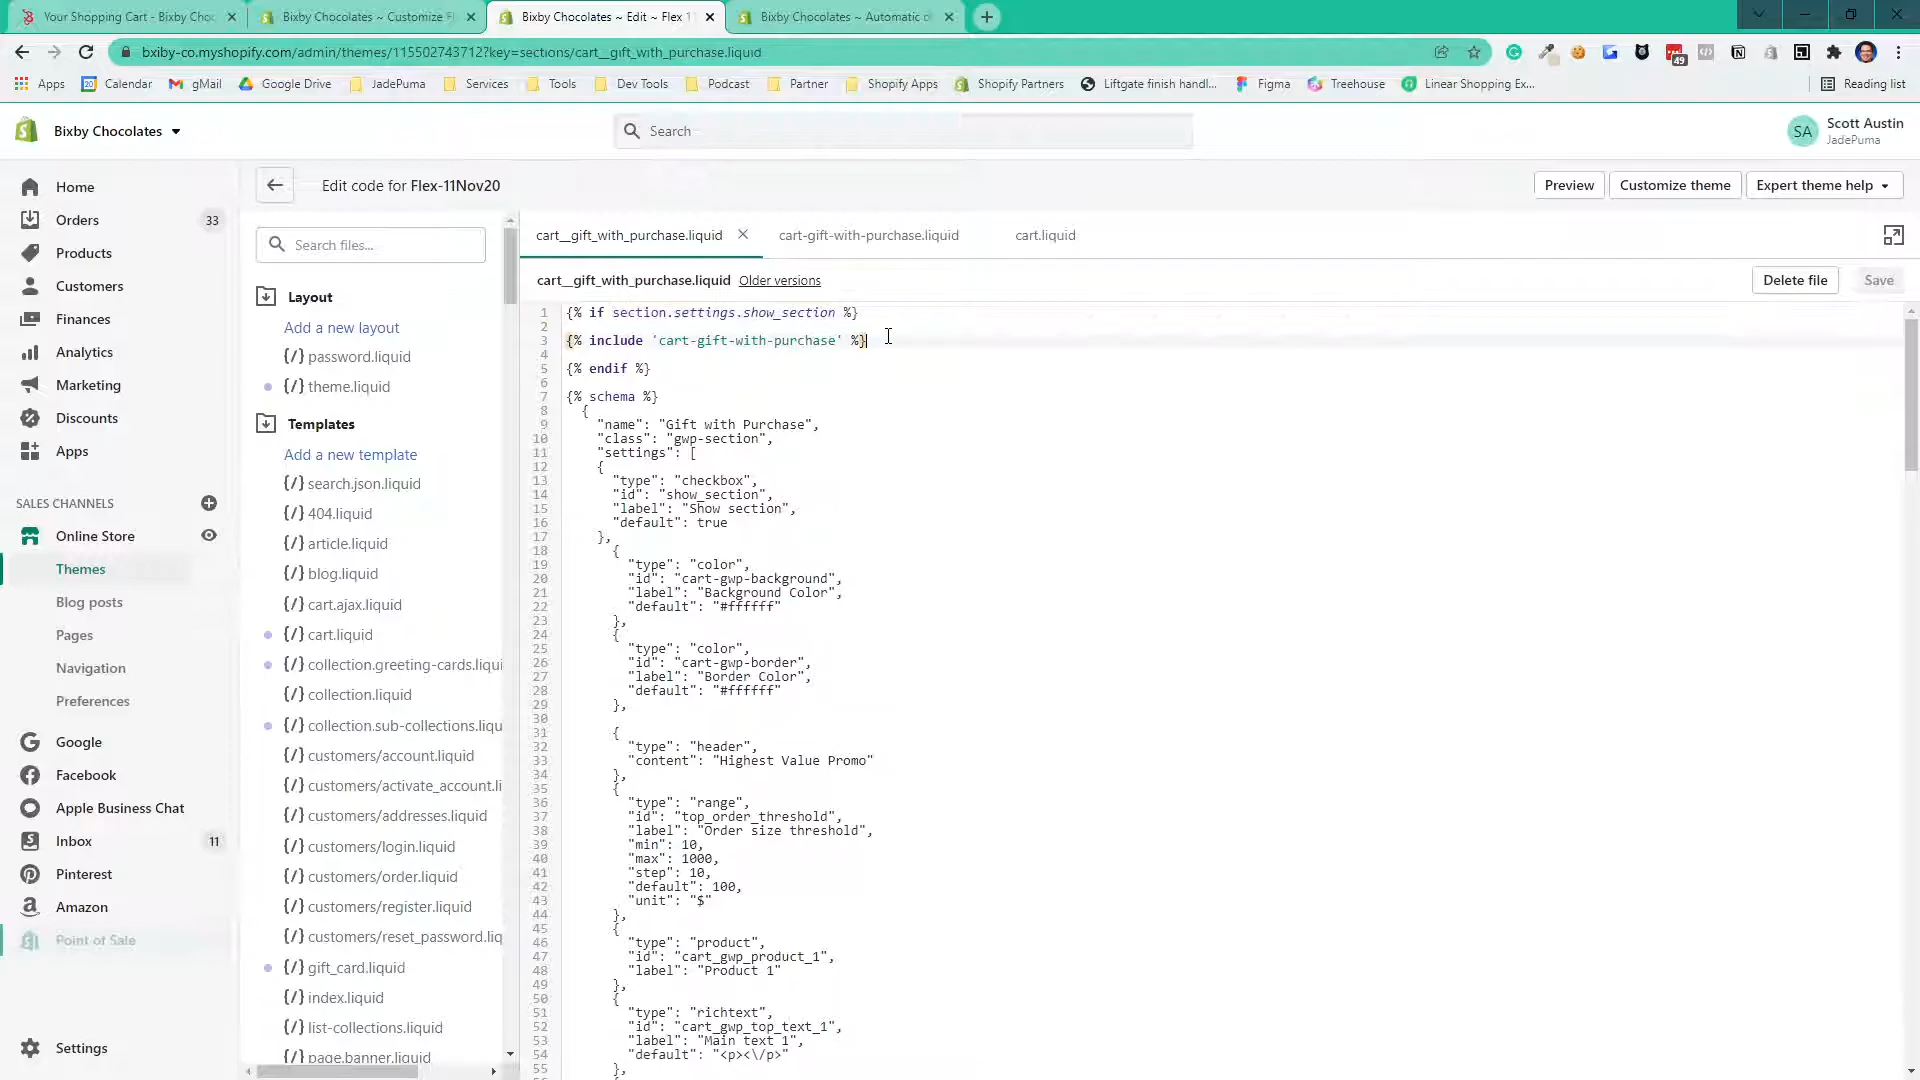 Your Shopping Cart - Bixby Choc
Bixby Chocolates ~ Customize F
Bixby Chocolates ~ Edit ~ Flex 1
Bixby Chocolates ~ Automatic d
bxiby-co.myshopify.com/admin/themes/115502743712?key=sections/cart__gift_with_purchase.liquid
49
Apps
20
Calendar
gMail
Google Drive
JadePuma
Services
Tools
Dev Tools
Podcast
Partner
Shopify Apps
Shopify Partners
Liftgate finish handl...
Figma
Treehouse
Linear Shopping Ex...
Reading list
Bixby Chocolates
Search
SA
Scott Austin
JadePuma
Home
Orders
33
Products
Customers
Finances
Analytics
Marketing
Discounts
Apps
SALES CHANNELS
Online Store
Themes
Blog posts
Pages
Navigation
Preferences
Google
Facebook
Apple Business Chat
Inbox
11
Pinterest
Amazon
Point of Sale
Settings
Edit code for Flex-11Nov20
Preview
Customize theme
Expert theme help
Search files...
Layout
Add a new layout
{/} password.liquid
{/} theme.liquid
Templates
Add a new template
{/} search.json.liquid
{/} 404.liquid
{/} article.liquid
{/} blog.liquid
{/} cart.ajax.liquid
{/} cart.liquid
{/} collection.greeting-cards.liqui
{/} collection.liquid
{/} collection.sub-collections.liqu
{/} customers/account.liquid
{/} customers/activate_account.li
{/} customers/addresses.liquid
{/} customers/login.liquid
{/} customers/order.liquid
{/} customers/register.liquid
{/} customers/reset_password.liq
{/} gift_card.liquid
{/} index.liquid
{/} list-collections.liquid
{/} page.banner.liquid
cart__gift_with_purchase.liquid
cart-gift-with-purchase.liquid
cart.liquid
cart__gift_with_purchase.liquid Older versions
Delete file
Save
1 {% if section.settings.show_section %}
2
3 {% include 'cart-gift-with-purchase' %}
4
5 {% endif %}
6
7 {% schema %}
8 {
9 "name": "Gift with Purchase",
10 "class": "gwp-section",
11 "settings": [
12 {
13 "type": "checkbox",
14 "id": "show_section",
15 "label": "Show section",
16 "default": true
17 },
18 {
19 "type": "color",
20 "id": "cart-gwp-background",
21 "label": "Background Color",
22 "default": "#ffffff"
23 },
24 {
25 "type": "color",
26 "id": "cart-gwp-border",
27 "label": "Border Color",
28 "default": "#ffffff"
29 },
30
31 {
32 "type": "header",
33 "content": "Highest Value Promo"
34 },
35 {
36 "type": "range",
37 "id": "top_order_threshold",
38 "label": "Order size threshold",
39 "min": 10,
40 "max": 1000,
41 "step": 10,
42 "default": 100,
43 "unit": "$"
44 },
45 {
46 "type": "product",
47 "id": "cart_gwp_product_1",
48 "label": "Product 1"
49 },
50 {
51 "type": "richtext",
52 "id": "cart_gwp_top_text_1",
53 "label": "Main text 1",
54 "default": "<p><\/p>"
55 },